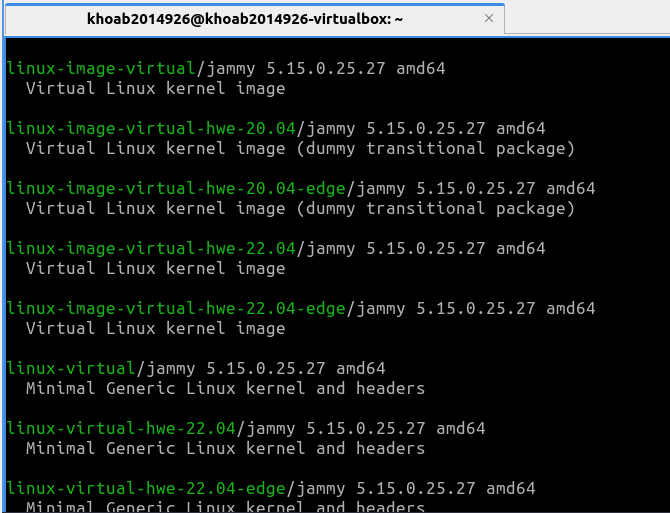 khoab2014926@khoab2014926-virtualbox: ~ ×
linux-image-virtual/jammy 5.15.0.25.27 amd64
Virtual Linux kernel image
linux-image-virtual-hwe-20.04/jammy 5.15.0.25.27 amd64
Virtual Linux kernel image (dummy transitional package)
linux-image-virtual-hwe-20.04-edge/jammy 5.15.0.25.27 amd64
Virtual Linux kernel image (dummy transitional package)
linux-image-virtual-hwe-22.04/jammy 5.15.0.25.27 amd64
Virtual Linux kernel image
linux-image-virtual-hwe-22.04-edge/jammy 5.15.0.25.27 amd64
Virtual Linux kernel image
linux-virtual/jammy 5.15.0.25.27 amd64
Minimal Generic Linux kernel and headers
linux-virtual-hwe-22.04/jammy 5.15.0.25.27 amd64
Minimal Generic Linux kernel and headers
linux-virtual-hwe-22.04-edge/jammy 5.15.0.25.27 amd64
Minimal Generic Linux kernel and headers